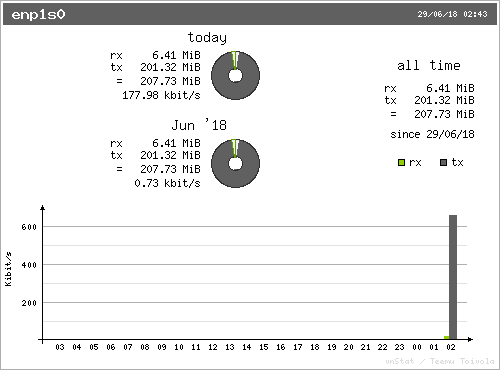 enp1s0
29/06/18 02:43
today
rx 6.41 MiB
tx 201.32 MiB
= 207.73 MiB
177.98 kbit/s
all time
rx 6.41 MiB
tx 201.32 MiB
= 207.73 MiB
since 29/06/18
Jun '18
rx 6.41 MiB
tx 201.32 MiB
= 207.73 MiB
0.73 kbit/s
rx tx
Kibit/s
600
400
200
03 04 05 06 07 08 09 10 11 12 13 14 15 16 17 18 19 20 21 22 23 00 01 02
vnStat / Teemu Toivola